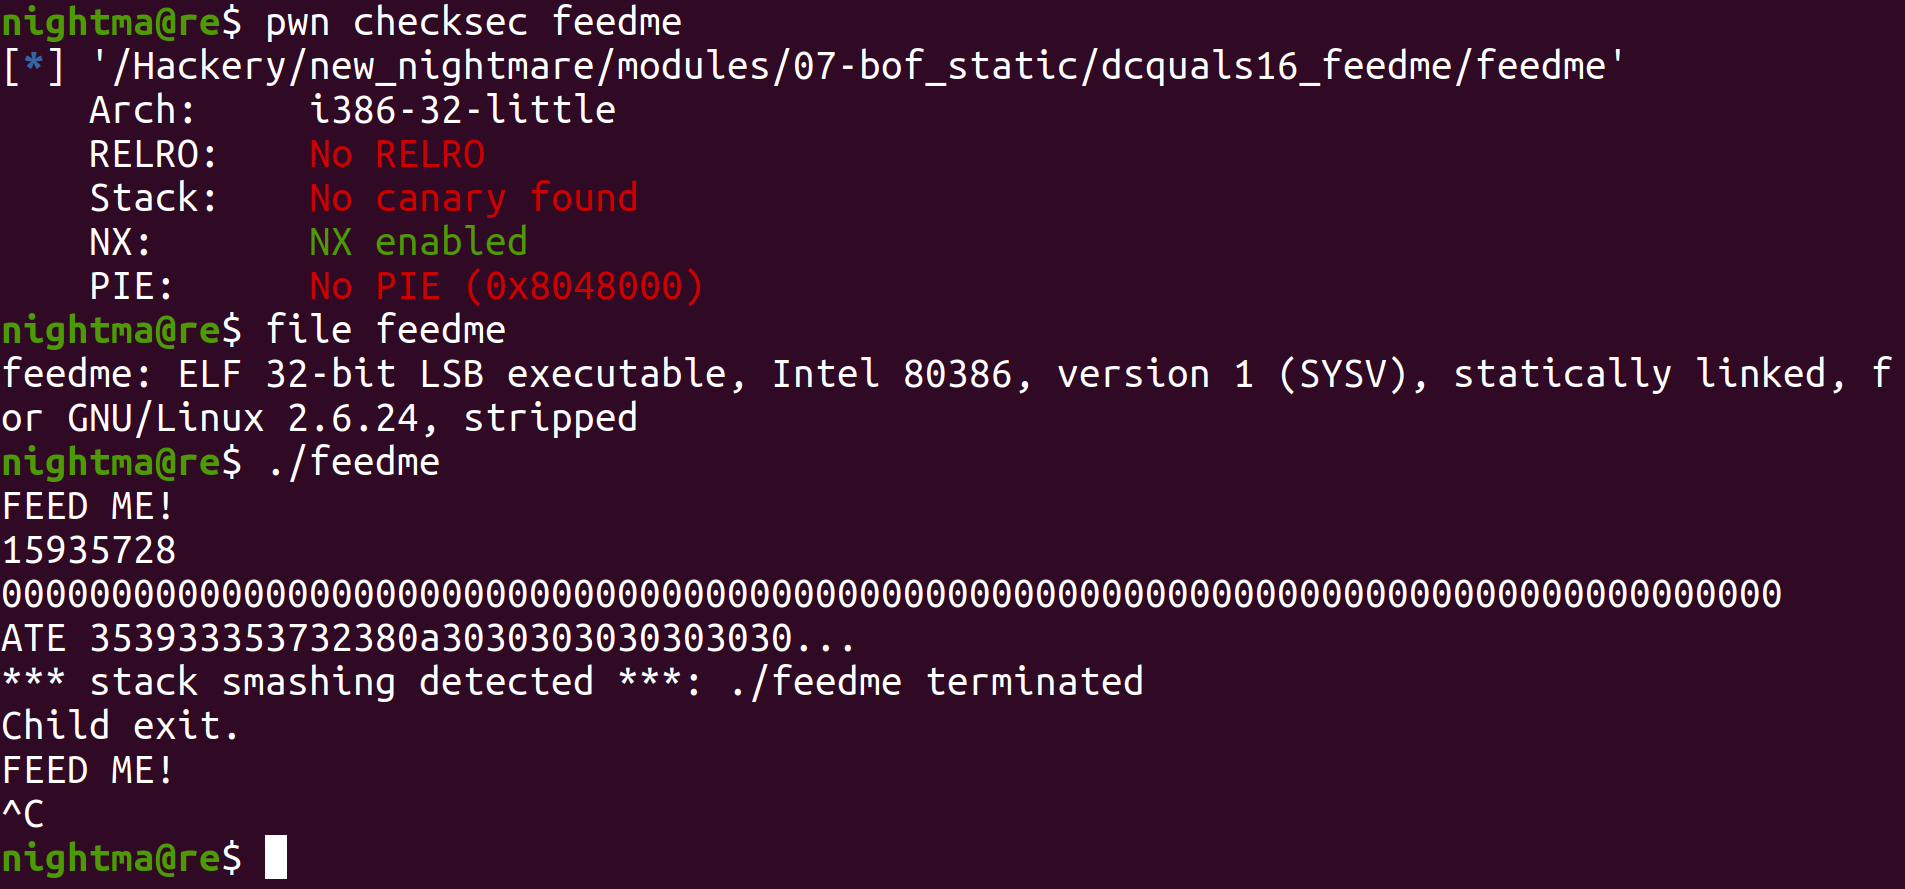 nightma@re$ pwn checksec feedme
[*] '/Hackery/new_nightmare/modules/07-bof_static/dcquals16_feedme/feedme'
    Arch:     i386-32-little
    RELRO:    No RELRO
    Stack:    No canary found
    NX:       NX enabled
    PIE:      No PIE (0x8048000)
nightma@re$ file feedme
feedme: ELF 32-bit LSB executable, Intel 80386, version 1 (SYSV), statically linked, f
or GNU/Linux 2.6.24, stripped
nightma@re$ ./feedme
FEED ME!
15935728
000000000000000000000000000000000000000000000000000000000000000000000000000000000
ATE 353933353732380a3030303030303030...
*** stack smashing detected ***: ./feedme terminated
Child exit.
FEED ME!
^C
nightma@re$